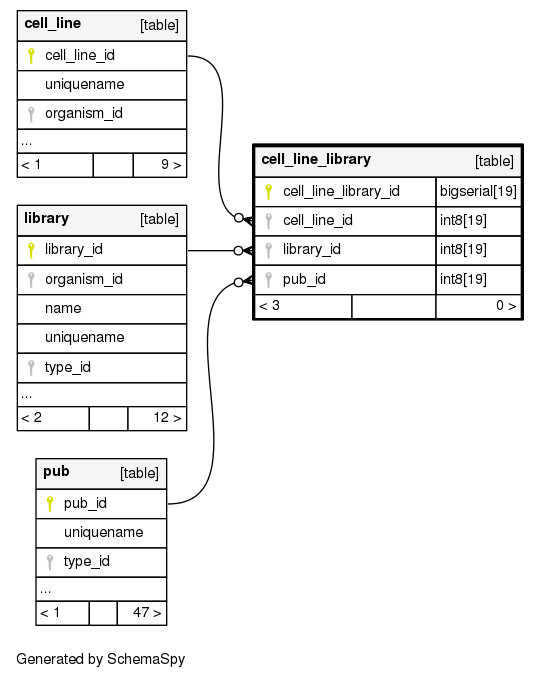 cell_line [table]
cell_line_id
uniquename
organism_id
...
< 1 9 >
library [table]
library_id
organism_id
name
uniquename
type_id
...
< 2 12 >
pub [table]
pub_id
uniquename
type_id
...
< 1 47 >
cell_line_library [table]
cell_line_library_id bigserial[19]
cell_line_id int8[19]
library_id int8[19]
pub_id int8[19]
< 3 0 >
Generated by SchemaSpy